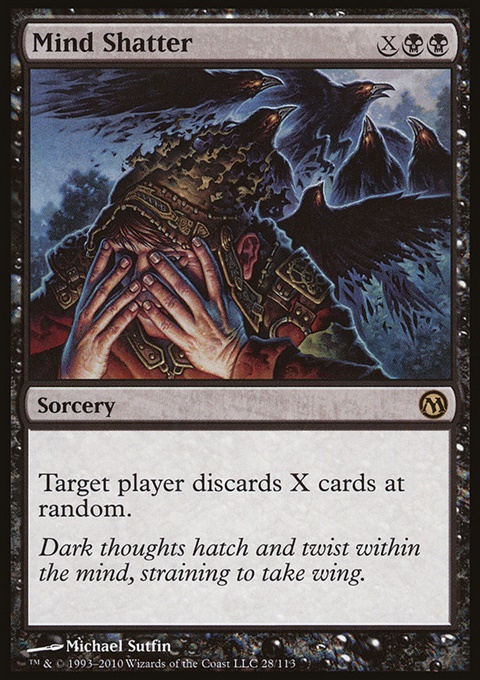 Mind Shatter
X
Sorcery
M
Target player discards X cards at
random.
Dark thoughts hatch and twist within
the mind, straining to take wing.
Michael Sutfin
™ & © 1993–2010 Wizards of the Coast LLC 28/113